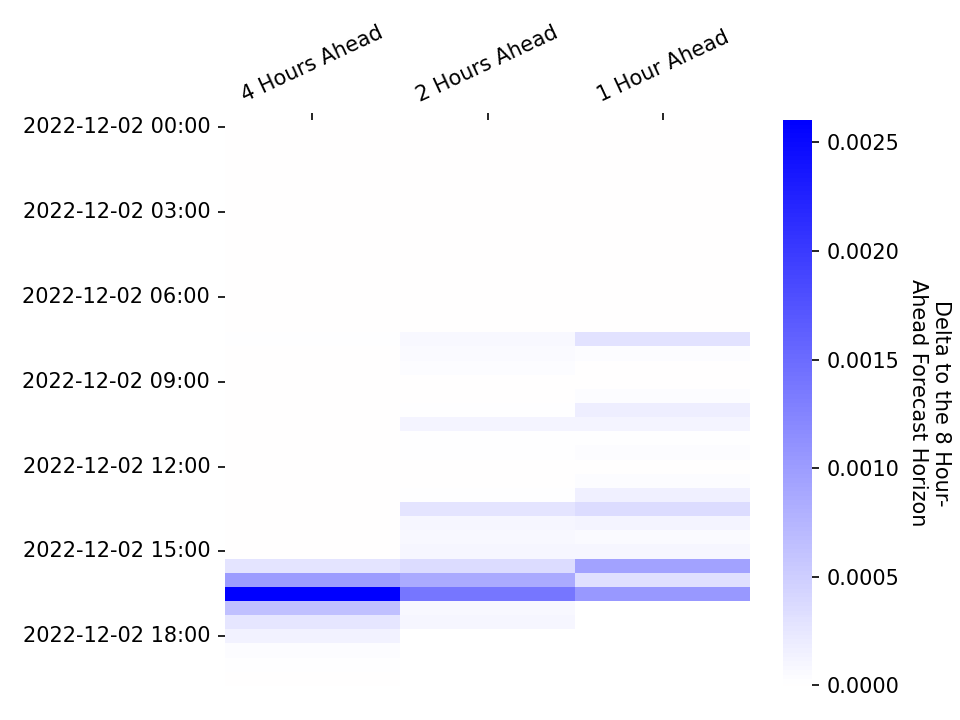 4 Hours Ahead
2 Hours Ahead
1 Hour Ahead
2022-12-02 00:00
2022-12-02 03:00
2022-12-02 06:00
2022-12-02 09:00
2022-12-02 12:00
2022-12-02 15:00
2022-12-02 18:00
0.0025
0.0020
0.0015
0.0010
0.0005
0.0000
Delta to the 8 Hour-
Ahead Forecast Horizon